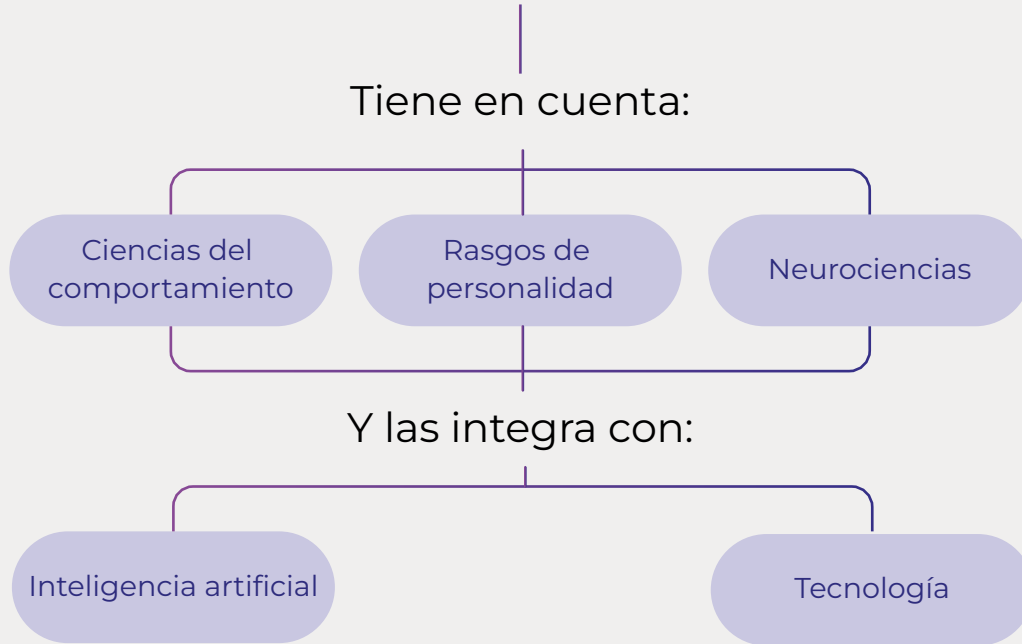 Tiene en cuenta:
Ciencias del
comportamiento
Rasgos de
personalidad
Neurociencias
Y las integra con:
Inteligencia artificial
Tecnología